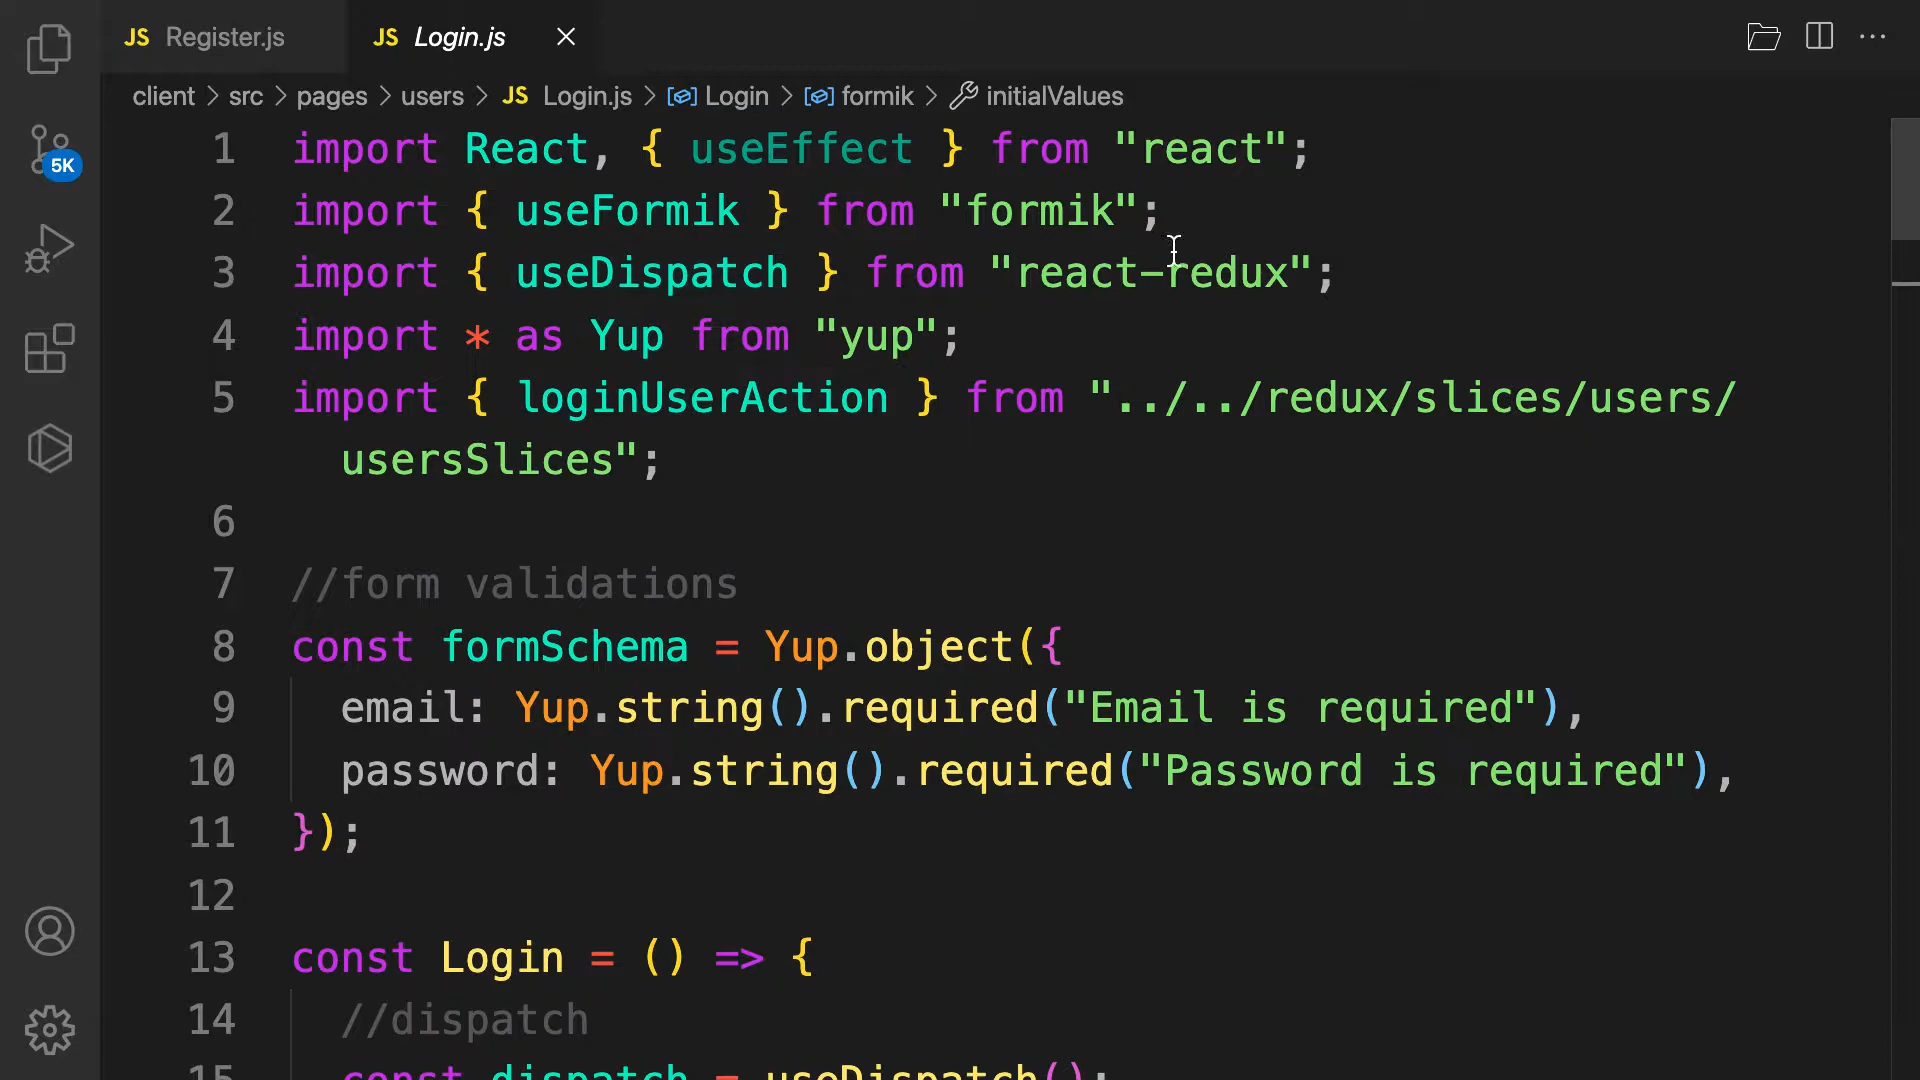 JS Register.js JS Login.js
client > src > pages > users > JS Login.js > Login > formik > initialValues
5K
1 import React, { useEffect } from "react";
2 import { useFormik } from "formik";
3 import { useDispatch } from "react-redux";
4 import * as Yup from "yup";
5 import { loginUserAction } from "../../redux/slices/users/
usersSlices";
6
7 //form validations
8 const formSchema = Yup.object({
9 email: Yup.string().required("Email is required"),
10 password: Yup.string().required("Password is required"),
11 });
12
13 const Login = () => {
14 //dispatch
15 const dispatch = useDispatch();